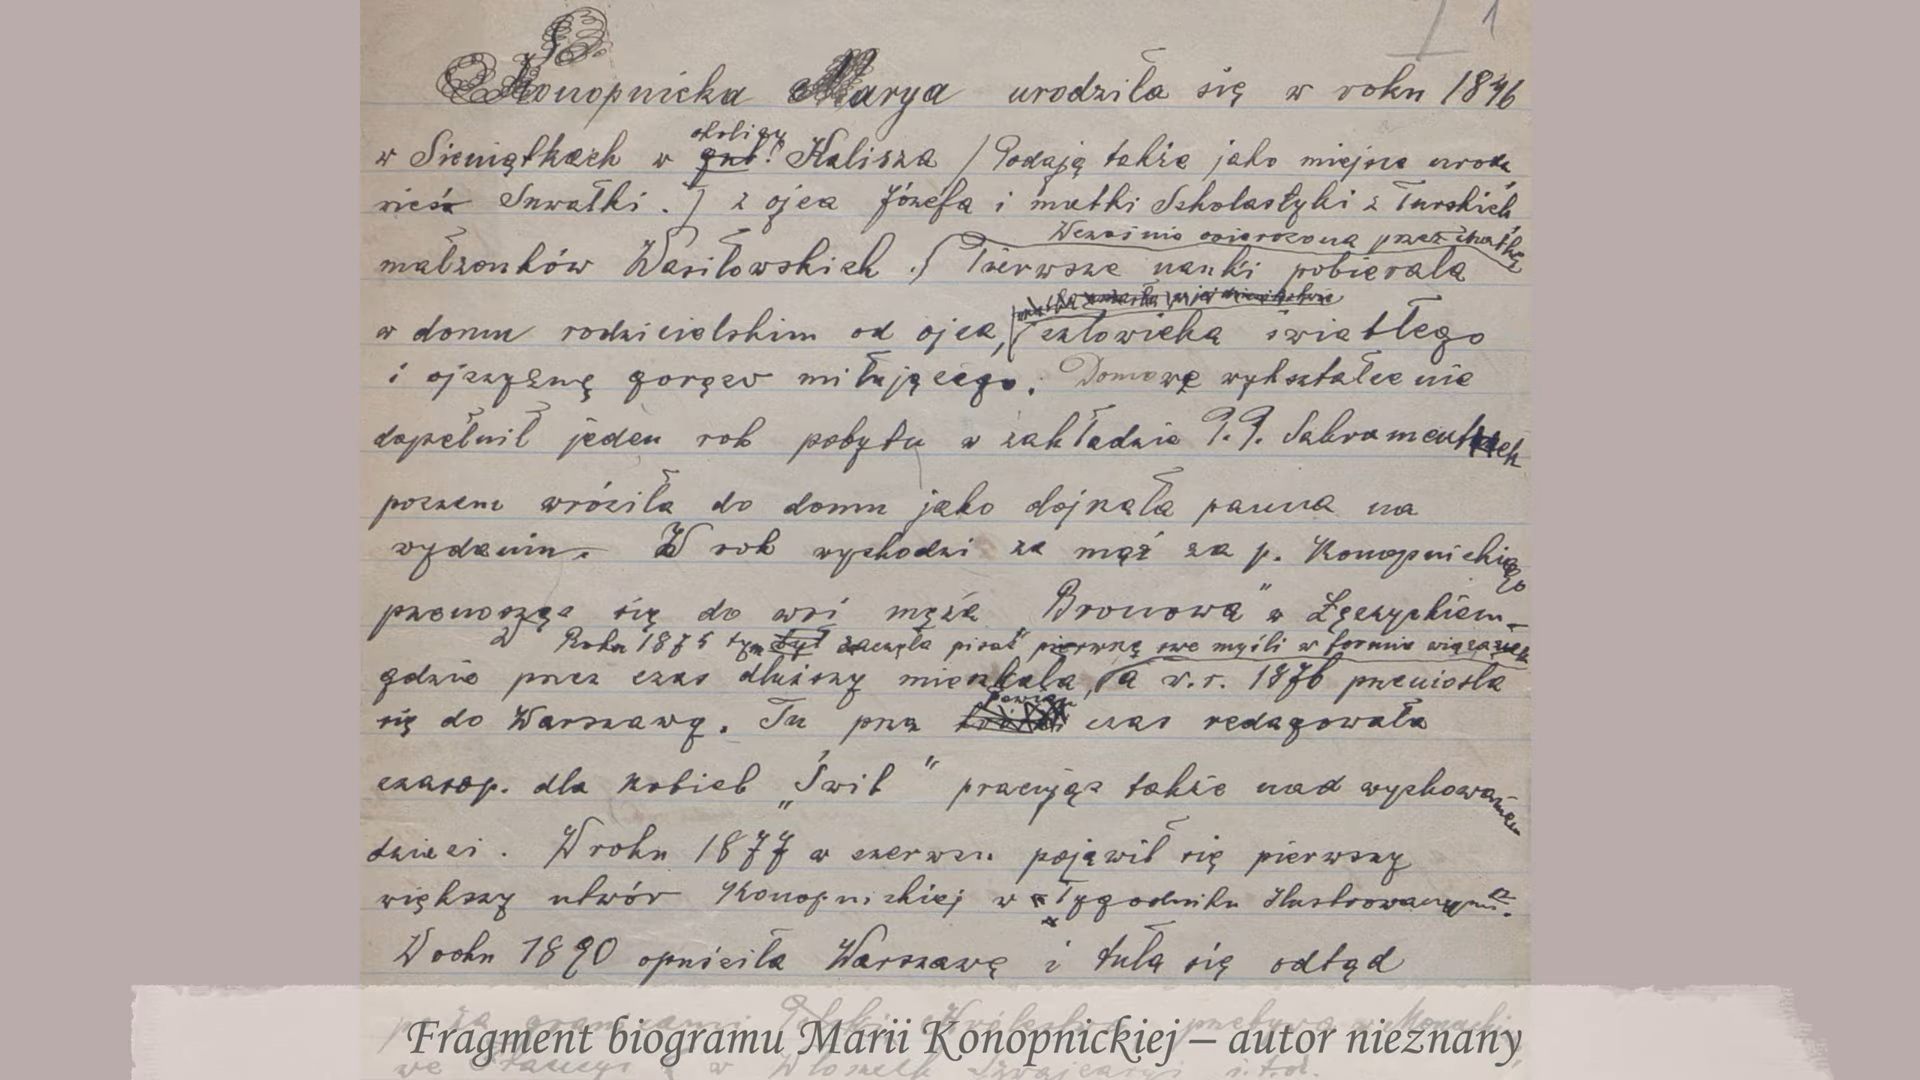 Konopnicka Marya urodziła się w roku 1846
okolicy
w Sieniątkach w gub. Kalisza / Podają także jako miejsce urodz
Suwałki .) z ojca Józefa i matki Scholastyki z Turskich
Wcześnie osierocona przez matkę
małżonków Wasiłowskich . Pierwsze nauki pobierała
w domu rodzicielskim od ojca, człowieka światłego
i ojczyznę gorąco miłującego. Domowe wykształcenie
dopełnił jeden rok pobytu w zakładzie P.P. Sakramentek
poczem wróciła do domu jako dojrzała panna na
wydaniu. W rok wychodzi za mąż za p. Konopnickiego
przenosząc się do wsi męża Bronowa" w Łęczyckiem
Roku 1875 zaczęła pisać pierwsze swe myśli w formie
gdzie przez czas dłuższy mieszkała, a w r. 1876 przeniosła
pewien
się do Warszawy. Tu przez czas redagowała
czasop. dla kobiet „Świt" pracując także nad wychowaniem
dzieci. W roku 1877 w czerwcu pojawił się pierwszy
większy utwór Konopnickiej w "Tygodniku Ilustrowanym".
W roku 1890 opuściła Warszawę i tuła się odtąd
Fragment biogramu Marii Konopnickiej – autor nieznany